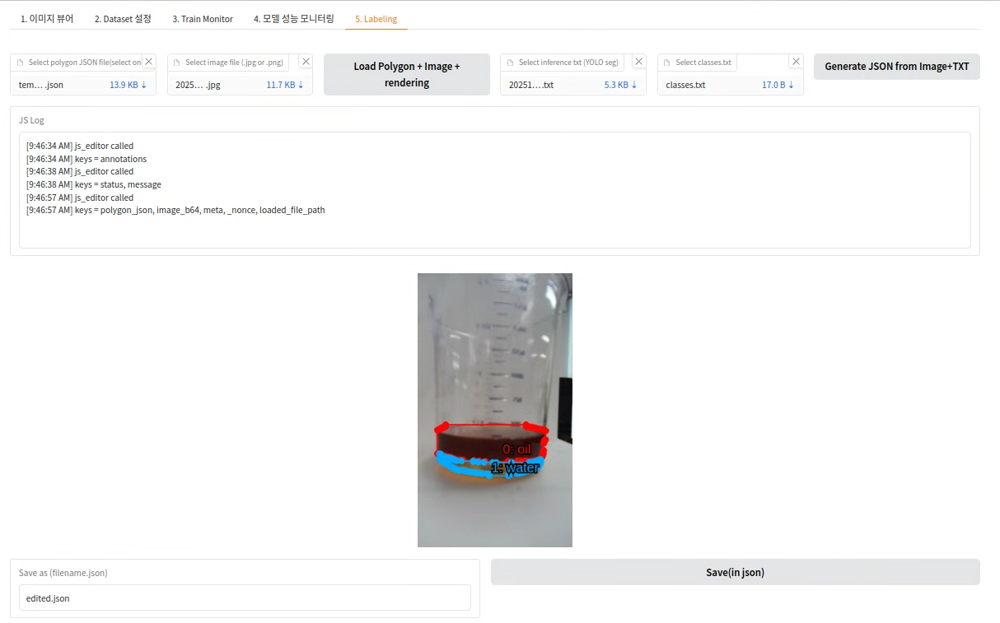 1. 이미지 뷰어
2. Dataset 설정
3. Train Monitor
4. 모델 성능 모니터링
5. Labeling
Select polygon JSON file(select on
tem... .json 13.9 KB ↓
Select image file (.jpg or .png)
2025... .jpg 11.7 KB ↓
Load Polygon + Image +
rendering
Select inference txt (YOLO seg)
20251....txt 5.3 KB ↓
Select classes.txt
classes.txt 17.0 B ↓
Generate JSON from Image+TXT
JS Log
[9:46:34 AM] js_editor called
[9:46:34 AM] keys = annotations
[9:46:38 AM] js_editor called
[9:46:38 AM] keys = status, message
[9:46:57 AM] js_editor called
[9:46:57 AM] keys = polygon_json, image_b64, meta, _nonce, loaded_file_path
0: oil
1: water
Save as (filename.json)
edited.json
Save(in json)